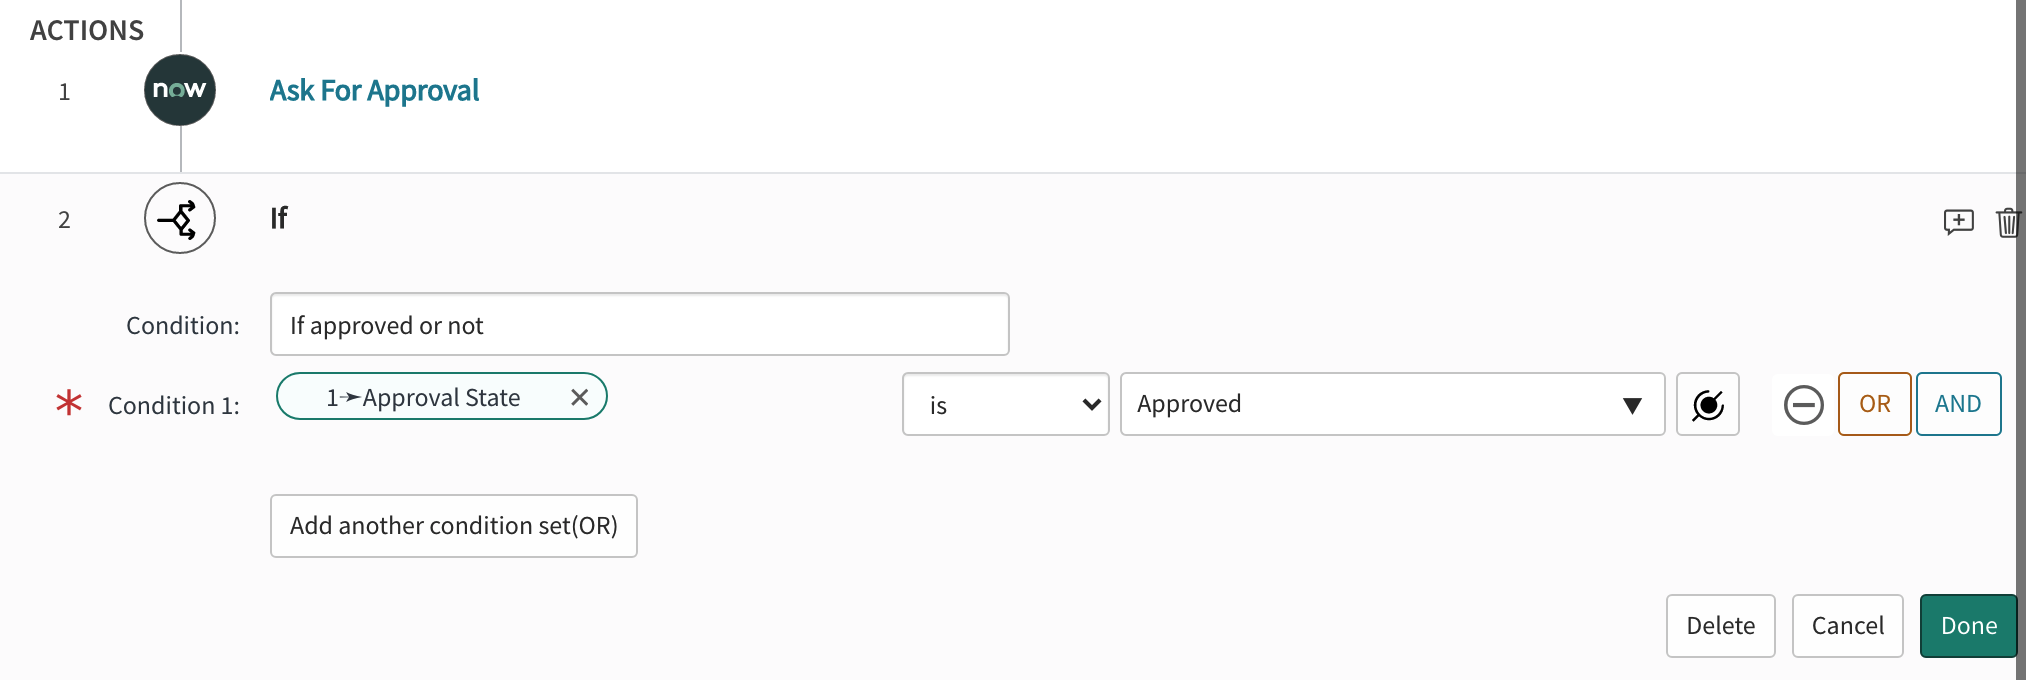 ACTIONS
1 now Ask For Approval
2 If
Condition: If approved or not
* Condition 1: 1➛Approval State is Approved OR AND
Add another condition set(OR)
Delete Cancel Done